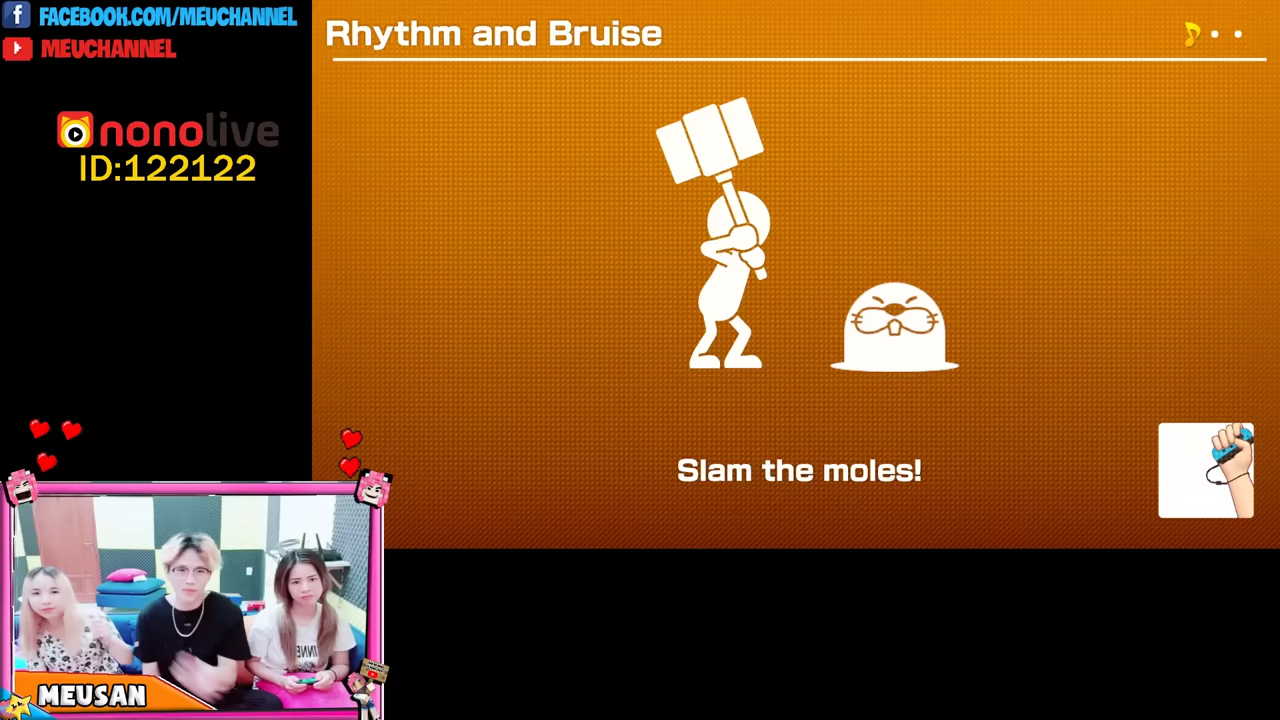 FACEBOOK.COM/MEUCHANNEL
MEUCHANNEL
nonolive
ID:122122
Rhythm and Bruise
Slam the moles!
MEUSAN